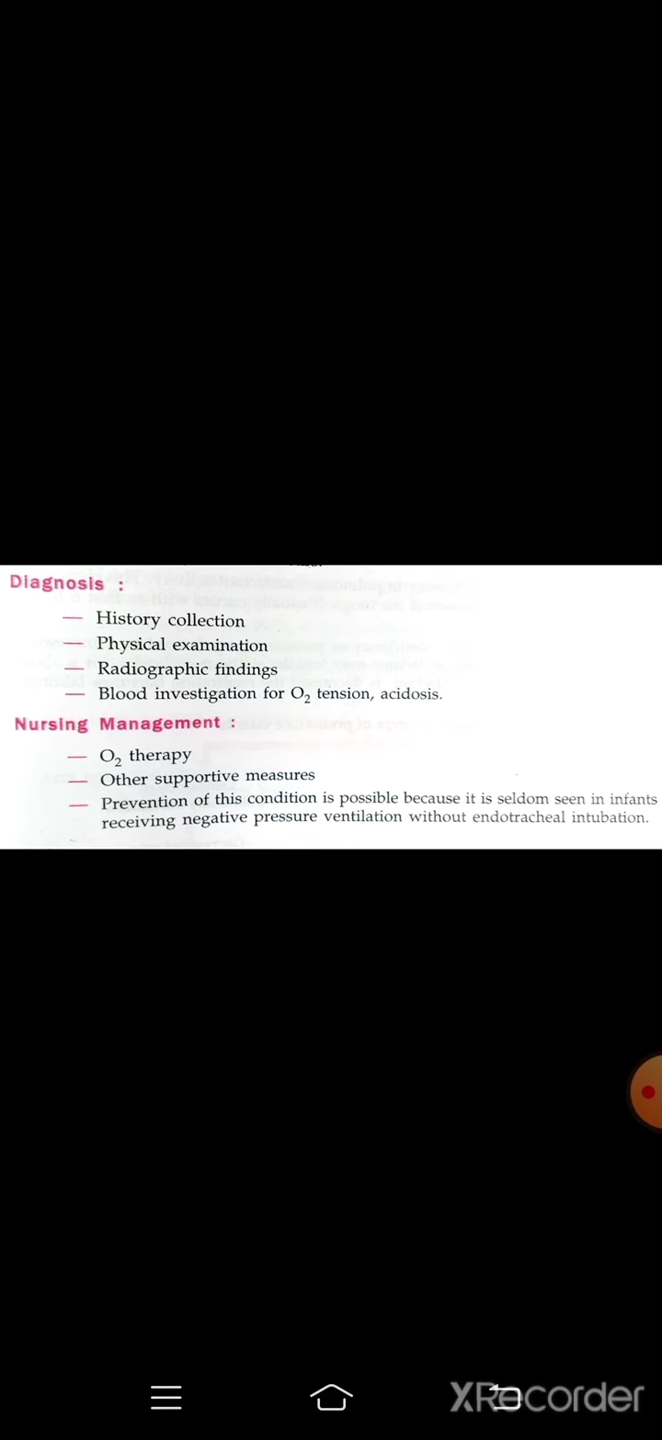 Diagnosis :
— History collection
— Physical examination
— Radiographic findings
— Blood investigation for O₂ tension, acidosis.
Nursing Management :
— O₂ therapy
— Other supportive measures
— Prevention of this condition is possible because it is seldom seen in infants
receiving negative pressure ventilation without endotracheal intubation.
XRecorder